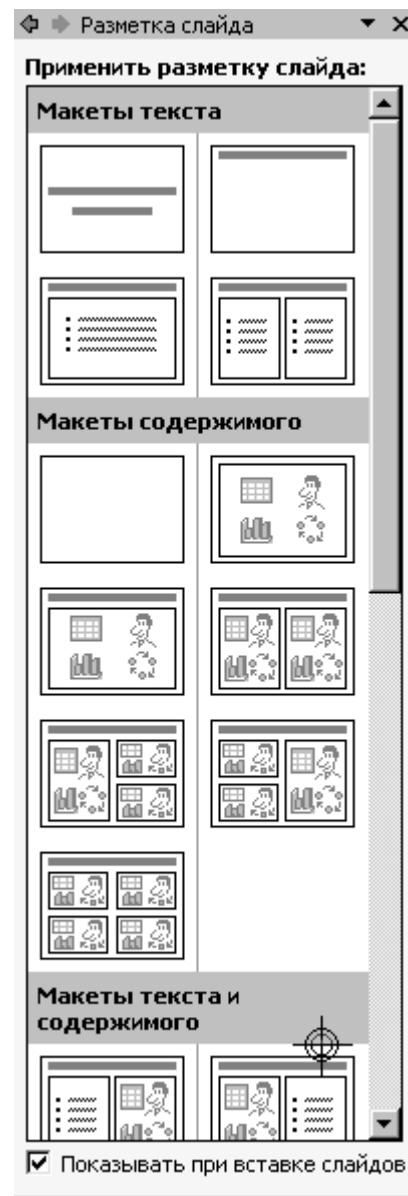 Разметка слайда
Применить разметку слайда:
Макеты текста
Макеты содержимого
Макеты текста и
содержимого
Показывать при вставке слайдов